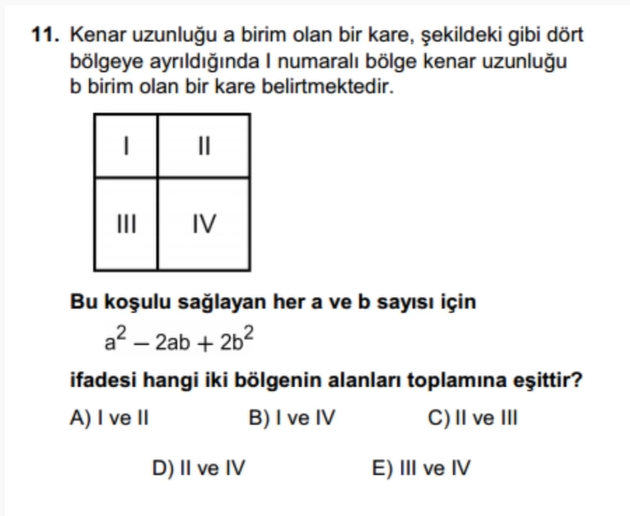 11. Kenar uzunluğu a birim olan bir kare, şekildeki gibi dört
bölgeye ayrıldığında I numaralı bölge kenar uzunluğu
b birim olan bir kare belirtmektedir.
I II
III IV
Bu koşulu sağlayan her a ve b sayısı için
a² – 2ab + 2b²
ifadesi hangi iki bölgenin alanları toplamına eşittir?
A) I ve II B) I ve IV C) II ve III
D) II ve IV E) III ve IV